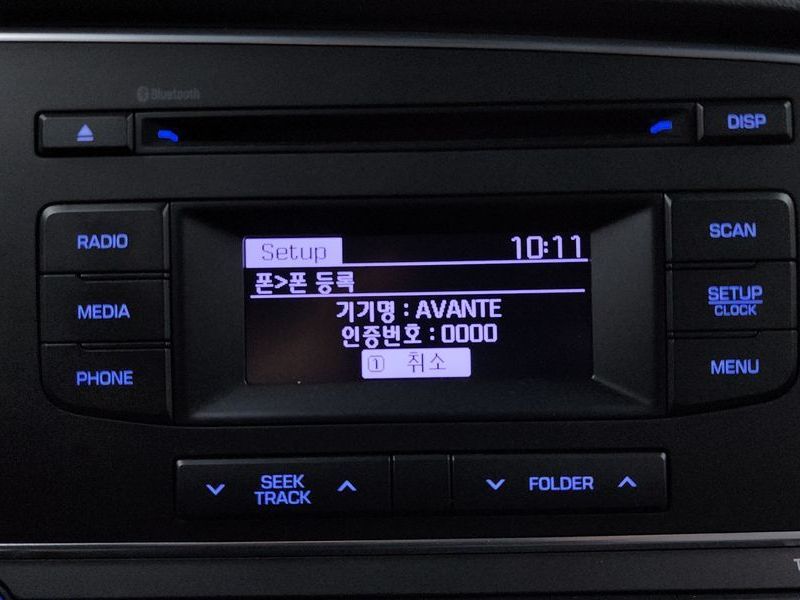 Bluetooth
DISP
RADIO
MEDIA
PHONE
Setup 10:11
폰>폰 등록
기기명 : AVANTE
인증번호 : 0000
1 취소
SCAN
SETUP
CLOCK
MENU
SEEK
TRACK
FOLDER